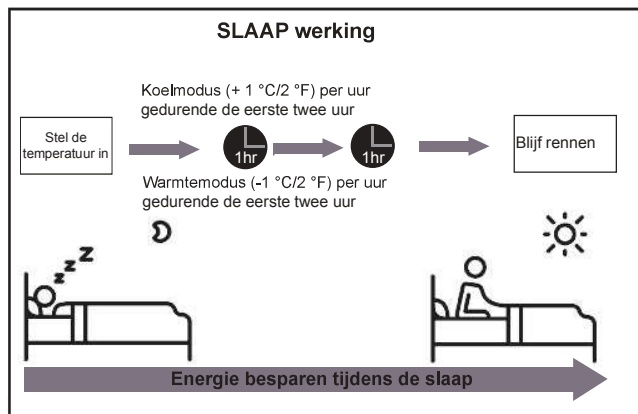 SLAAP werking
Koelmodus (+ 1 °C/2 °F) per uur
gedurende de eerste twee uur
Stel de
temperatuur in
1hr
1hr
Blijf rennen
Warmtemodus (-1 °C/2 °F) per uur
gedurende de eerste twee uur
z z z z
Energie besparen tijdens de slaap